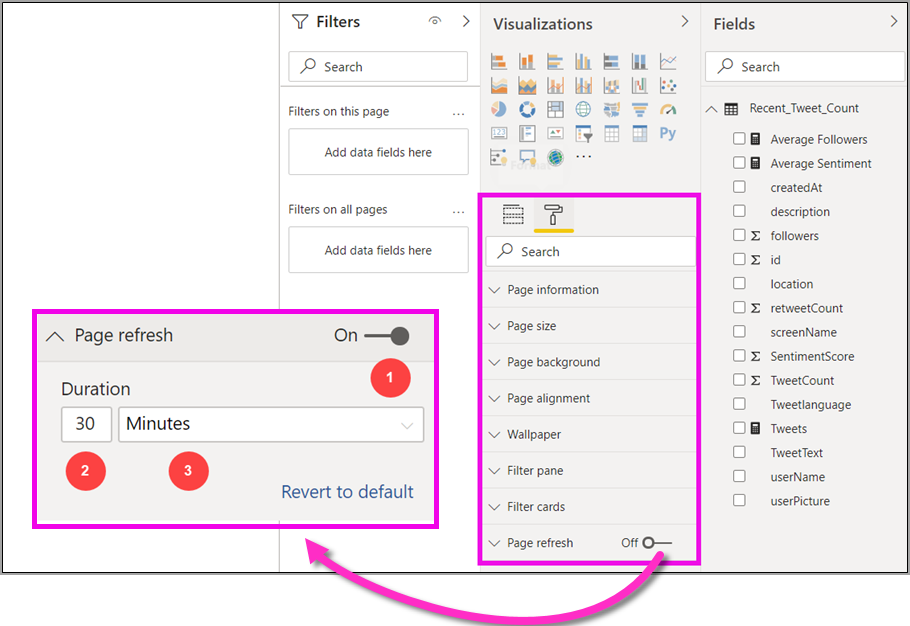 Filters
Search
Filters on this page
...
Add data fields here
Filters on all pages
...
Add data fields here
Visualizations
123
Py
...
Search
Page information
Page size
Page background
Page alignment
Wallpaper
Filter pane
Filter cards
Page refresh Off
Fields
Search
Recent_Tweet_Count
Average Followers
Average Sentiment
createdAt
description
Σ followers
Σ id
location
Σ retweetCount
screenName
Σ SentimentScore
Σ TweetCount
Tweetlanguage
Tweets
TweetText
userName
userPicture
Page refresh On
1
Duration
30 Minutes
2 3
Revert to default